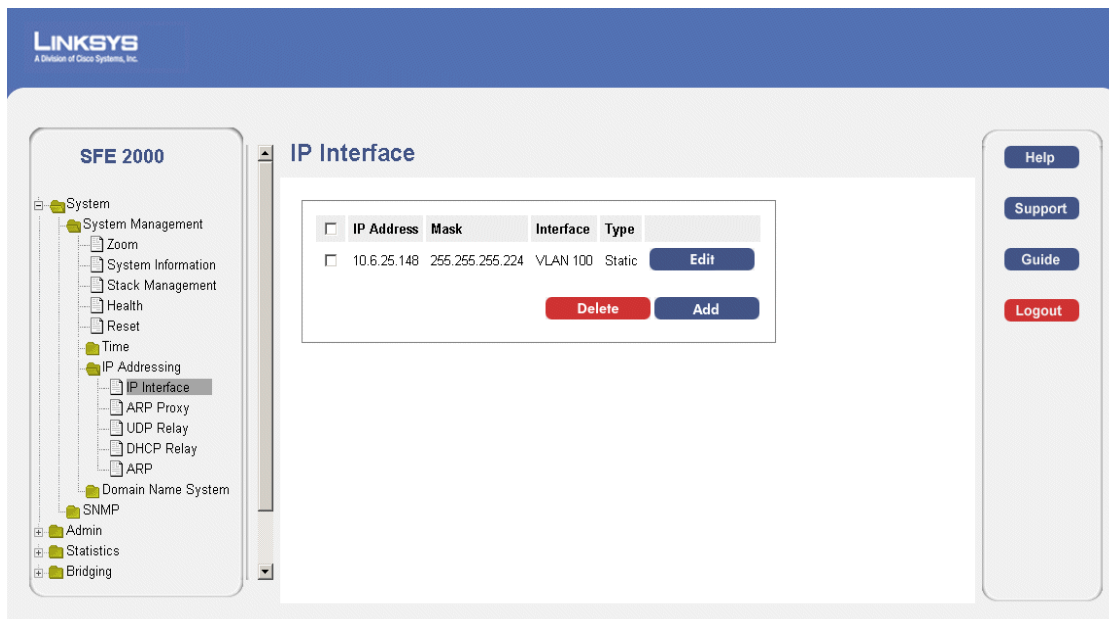 LINKSYS
A Division of Cisco Systems, Inc.
SFE 2000
System
System Management
Zoom
System Information
Stack Management
Health
Reset
Time
IP Addressing
IP Interface
ARP Proxy
UDP Relay
DHCP Relay
ARP
Domain Name System
SNMP
Admin
Statistics
Bridging
IP Interface
IP Address Mask Interface Type
10.6.25.148 255.255.255.224 VLAN 100 Static Edit
Delete Add
Help
Support
Guide
Logout